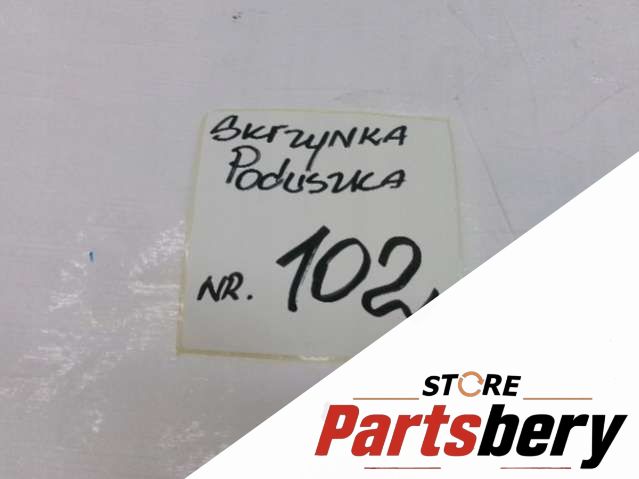 SKRZYNKA
PODUSZKA
NR. 102
STORE
Partsbery